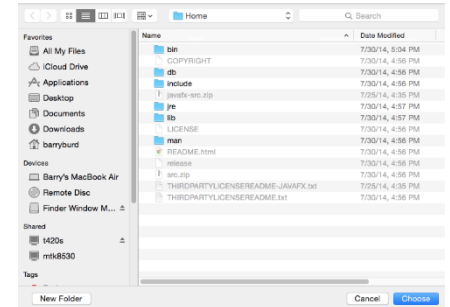 Home
Search
Favorites
All My Files
iCloud Drive
Applications
Desktop
Documents
Downloads
barryburd
Devices
Barry's MacBook Air
Remote Disc
Finder Window M...
Shared
t420s
mtk8530
Tags
Name Date Modified
bin 7/30/14, 5:04 PM
COPYRIGHT 7/30/14, 4:56 PM
db 7/30/14, 4:56 PM
include 7/30/14, 4:56 PM
javafx-src.zip 7/25/14, 4:35 PM
jre 7/30/14, 4:57 PM
lib 7/30/14, 4:57 PM
LICENSE 7/30/14, 4:56 PM
man 7/30/14, 4:56 PM
README.html 7/30/14, 4:56 PM
release 7/30/14, 4:56 PM
src.zip 7/30/14, 4:56 PM
THIRDPARTYLICENSEREADME-JAVAFX.txt 7/25/14, 4:35 PM
THIRDPARTYLICENSEREADME.txt 7/30/14, 4:56 PM
New Folder Cancel Choose